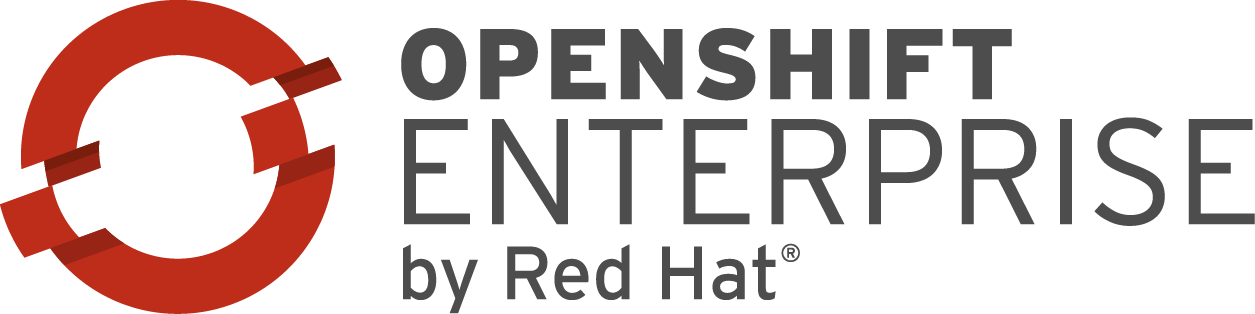 OPENSHIFT
ENTERPRISE
by Red Hat®